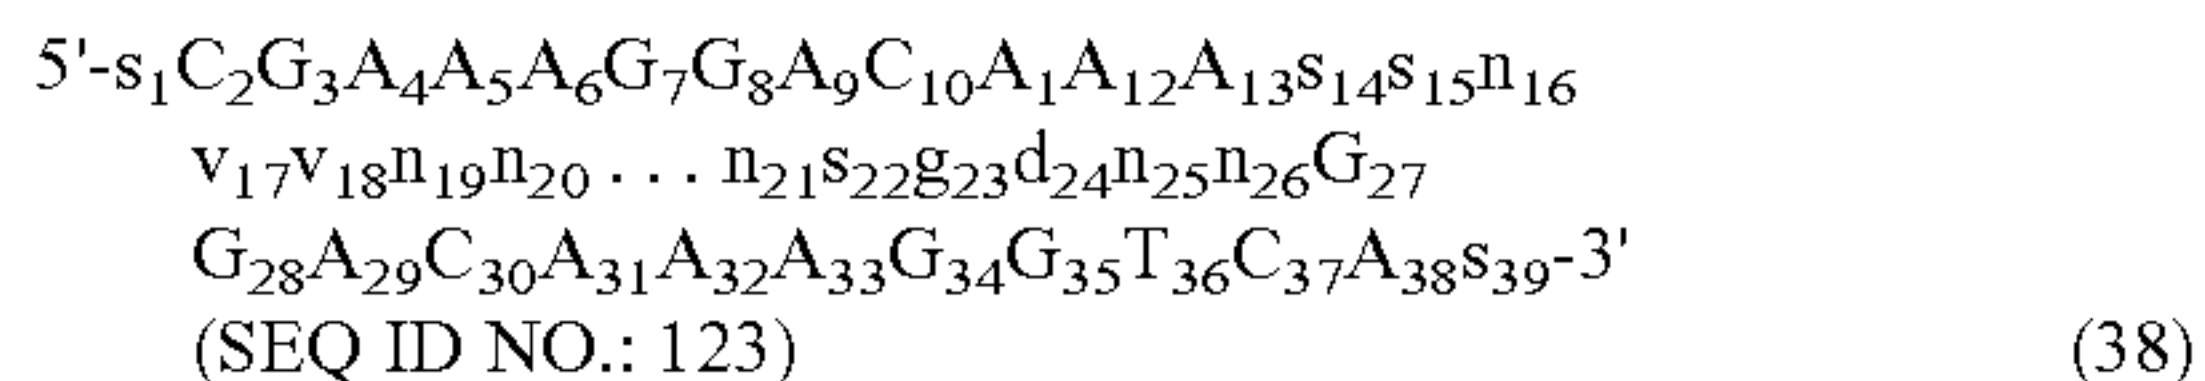 5'-s₁C₂G₃A₄A₅A₆G₇G₈A₉C₁₀A₁A₁₂A₁₃s₁₄s₁₅n₁₆
v₁₇v₁₈n₁₉n₂₀ . . . n₂₁s₂₂g₂₃d₂₄n₂₅n₂₆G₂₇
G₂₈A₂₉C₃₀A₃₁A₃₂A₃₃G₃₄G₃₅T₃₆C₃₇A₃₈s₃₉-3'
(SEQ ID NO.: 123) (38)